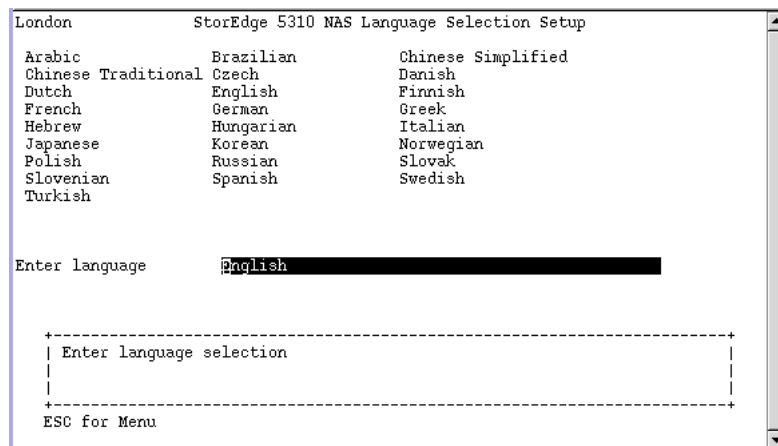 London StorEdge 5310 NAS Language Selection Setup
Arabic Brazilian Chinese Simplified
Chinese Traditional Czech Danish
Dutch English Finnish
French German Greek
Hebrew Hungarian Italian
Japanese Korean Norwegian
Polish Russian Slovak
Slovenian Spanish Swedish
Turkish
Enter language English
Enter language selection
ESC for Menu